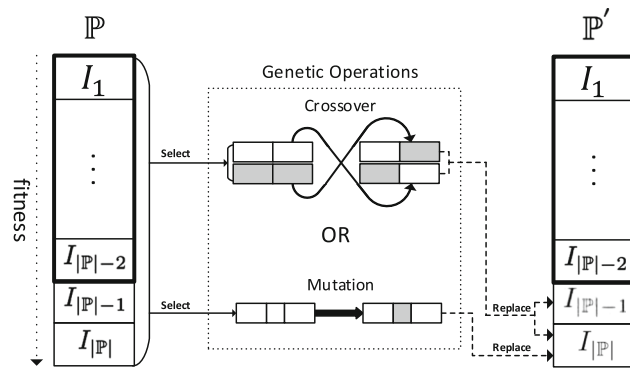 ℙ
ℙ′
Genetic Operations
I₁
Crossover
I₁
Select
⋮
⋮
fitness
OR
I|ℙ|−2
I|ℙ|−2
Mutation
I|ℙ|−1
Select
Replace
I|ℙ|−1
I|ℙ|
Replace
I|ℙ|